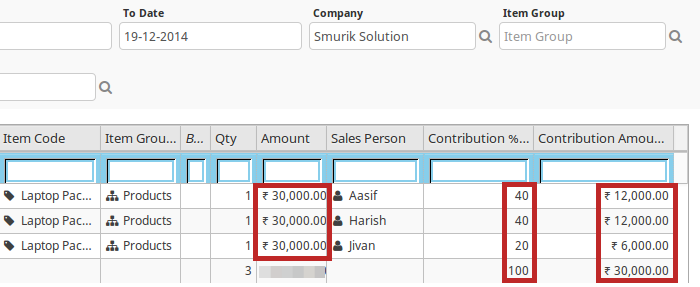 To Date Company Item Group
19-12-2014 Smurik Solution Item Group
Item Code Item Grou... B... Qty Amount Sales Person Contribution %... Contribution Amou...
Laptop Pac... Products 1 ₹ 30,000.00 Aasif 40 ₹ 12,000.00
Laptop Pac... Products 1 ₹ 30,000.00 Harish 40 ₹ 12,000.00
Laptop Pac... Products 1 ₹ 30,000.00 Jivan 20 ₹ 6,000.00
3 100 ₹ 30,000.00